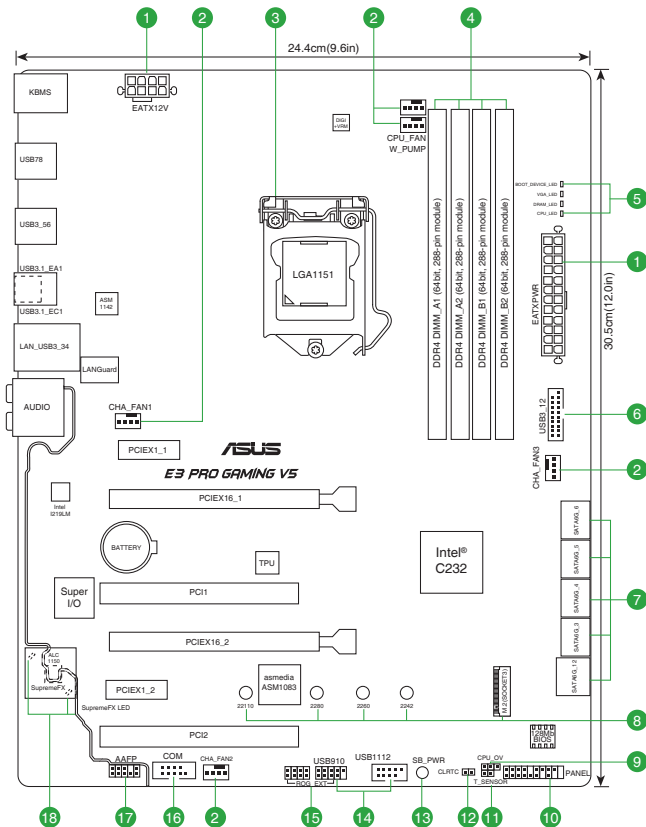 1
2
3
2
4
24.4cm(9.6in)
KBMS
EATX12V
DIGI
+VRM
CPU_FAN
W_PUMP
BOOT_DEVICE_LED
VGA_LED
DRAM_LED
CPU_LED
5
USB78
USB3_56
USB3.1_EA1
USB3.1_EC1
ASM
1142
LGA1151
DDR4 DIMM_A1 (64bit, 288-pin module)
DDR4 DIMM_A2 (64bit, 288-pin module)
DDR4 DIMM_B1 (64bit, 288-pin module)
DDR4 DIMM_B2 (64bit, 288-pin module)
EATXPWR
1
30.5cm(12.0in)
LAN_USB3_34
LANGuard
AUDIO
CHA_FAN1
USB3_12
6
PCIEX1_1
ASUS
E3 PRO GAMING V5
CHA_FAN3
2
Intel
I219LM
PCIEX16_1
BATTERY
TPU
Intel®
C232
SATA6G_6
SATA6G_5
SATA6G_4
SATA6G_3
SATA6G_12
7
Super
I/O
PCI1
PCIEX16_2
ALC
1150
SupremeFX
SupremeFX LED
PCIEX1_2
asmedia
ASM1083
22110
2280
2260
2242
M.2(SOCKET3)
8
PCI2
128Mb
BIOS
AAFP
COM
CHA_FAN2
USB910
ROG_EXT
USB1112
SB_PWR
CLRTC
CPU_OV
T_SENSOR
PANEL
9
18
17
16
2
15
14
13
12
11
10